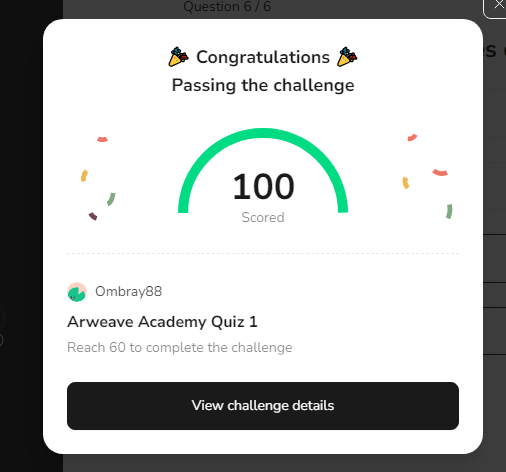 Question 6 / 6
Congratulations
Passing the challenge
100
Scored
Ombray88
Arweave Academy Quiz 1
Reach 60 to complete the challenge
View challenge details